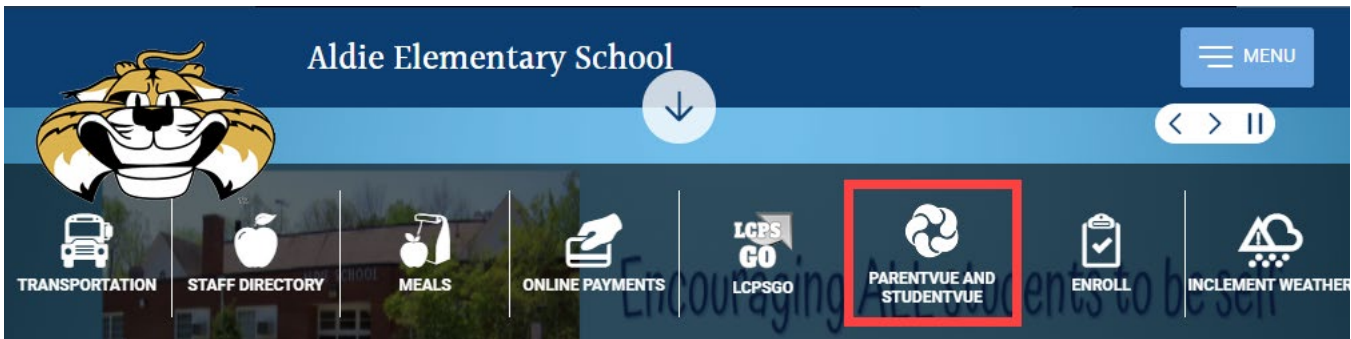 Aldie Elementary School
MENU
TRANSPORTATION
STAFF DIRECTORY
MEALS
ONLINE PAYMENTS
LCPS
GO
LCPSGO
PARENTVUE AND
STUDENTVUE
ENROLL
INCLEMENT WEATHER
SCHOOL
Encouraging ALL students to be self